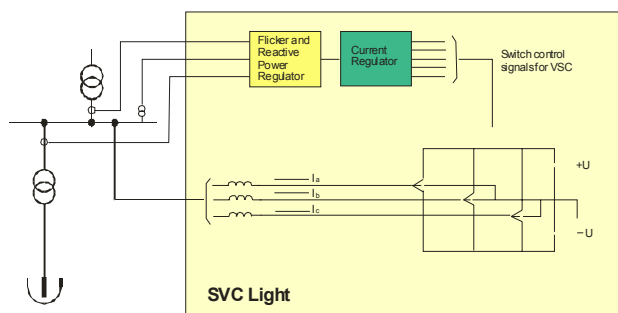 Flicker and
Reactive
Power
Regulator
Current
Regulator
Switch control
signals for VSC
Ia
Ib
Ic
+U
–U
SVC Light